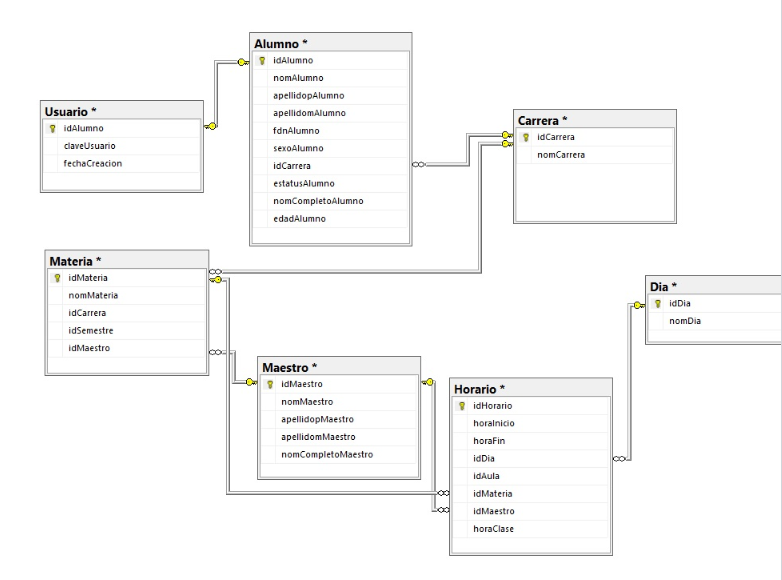 Alumno *
idAlumno
nomAlumno
apellidopAlumno
apellidomAlumno
fdnAlumno
sexoAlumno
idCarrera
estatusAlumno
nomCompletoAlumno
edadAlumno
Usuario *
idAlumno
claveUsuario
fechaCreacion
Carrera *
idCarrera
nomCarrera
Materia *
idMateria
nomMateria
idCarrera
idSemestre
idMaestro
Dia *
idDia
nomDia
Maestro *
idMaestro
nomMaestro
apellidopMaestro
apellidomMaestro
nomCompletoMaestro
Horario *
idHorario
horaInicio
horaFin
idDia
idAula
idMateria
idMaestro
horaClase